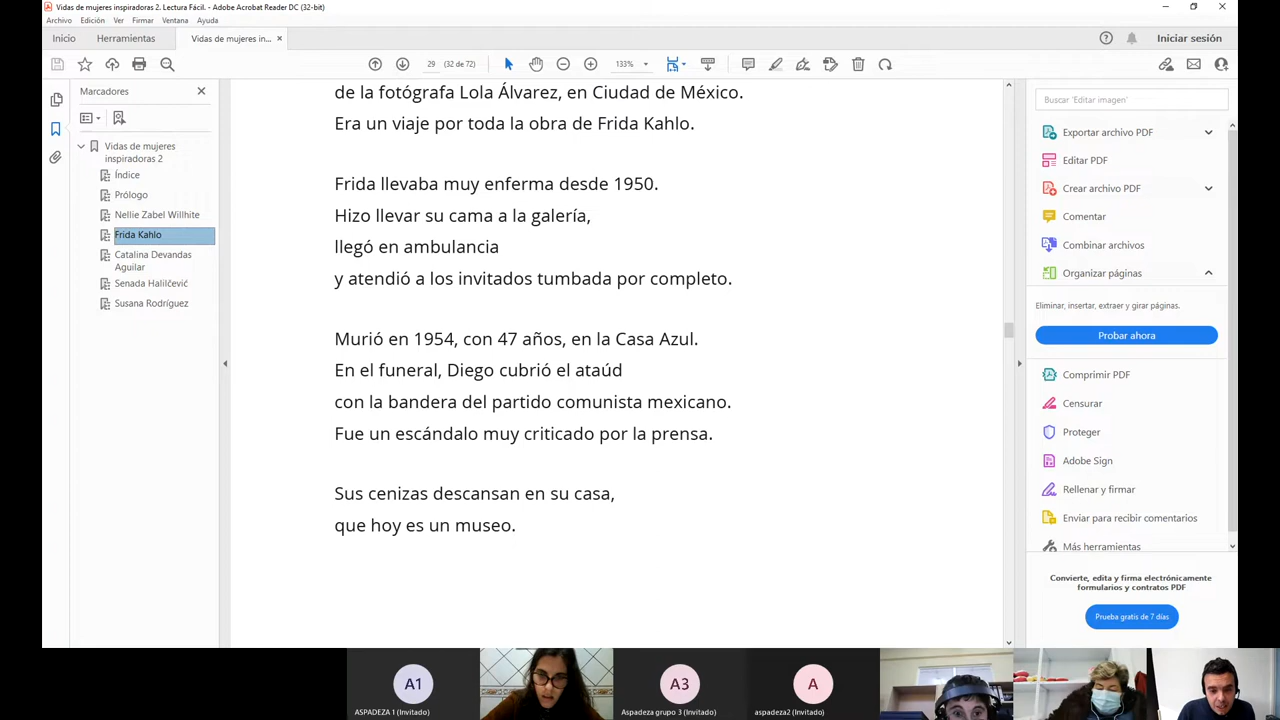 Vidas de mujeres inspiradoras 2. Lectura Fácil. - Adobe Acrobat Reader DC (32-bit)
Archivo Edición Ver Firmar Ventana Ayuda
Inicio Herramientas Vidas de mujeres in... × Iniciar sesión
29 (32 de 72) 133%
Marcadores
Vidas de mujeres
inspiradoras 2
Índice
Prólogo
Nellie Zabel Willhite
Frida Kahlo
Catalina Devandas
Aguilar
Senada Halilčević
Susana Rodríguez
de la fotógrafa Lola Álvarez, en Ciudad de México.
Era un viaje por toda la obra de Frida Kahlo.
Frida llevaba muy enferma desde 1950.
Hizo llevar su cama a la galería,
llegó en ambulancia
y atendió a los invitados tumbada por completo.
Murió en 1954, con 47 años, en la Casa Azul.
En el funeral, Diego cubrió el ataúd
con la bandera del partido comunista mexicano.
Fue un escándalo muy criticado por la prensa.
Sus cenizas descansan en su casa,
que hoy es un museo.
Buscar 'Editar imagen'
Exportar archivo PDF
Editar PDF
Crear archivo PDF
Comentar
Combinar archivos
Organizar páginas
Eliminar, insertar, extraer y girar páginas.
Probar ahora
Comprimir PDF
Censurar
Proteger
Adobe Sign
Rellenar y firmar
Enviar para recibir comentarios
Más herramientas
Convierte, edita y firma electrónicamente
formularios y contratos PDF
Prueba gratis de 7 días
A1 A3 A
ASPADEZA 1 (Invitado) Aspadeza grupo 3 (Invitado) aspadeza2 (Invitado)